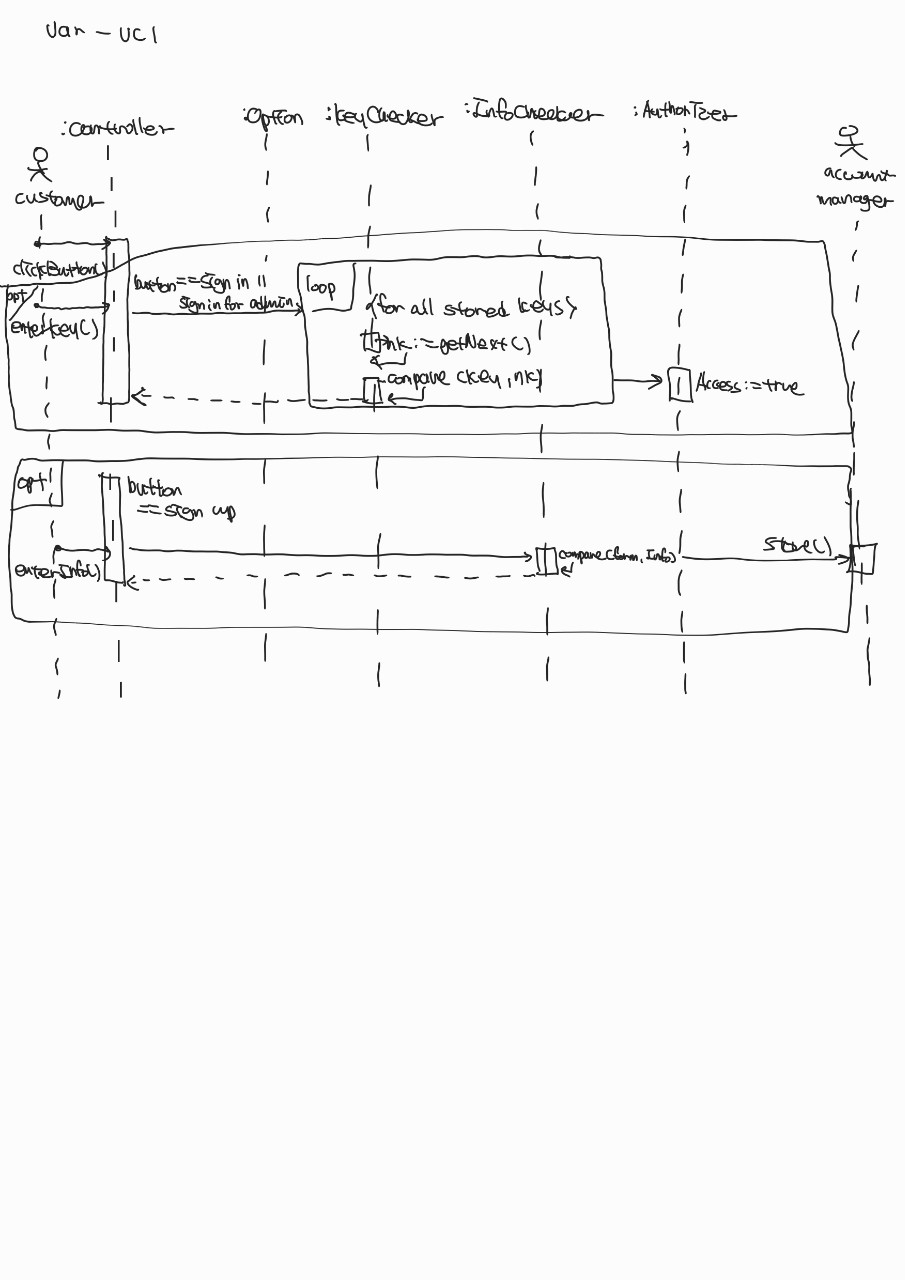 Var - UC1
:Controller
:Option
:KeyChecker
:InfoChecker
:Authorizer
customer
account
manager
clickButton()
opt
enterKey()
button==Sign in ||
Sign in for admin
loop
{for all stored keys}
nk:=getNext()
compare (key, nk)
Access:=true
opt
button
==sign up
enterInfo()
compare(form, Info)
Store()